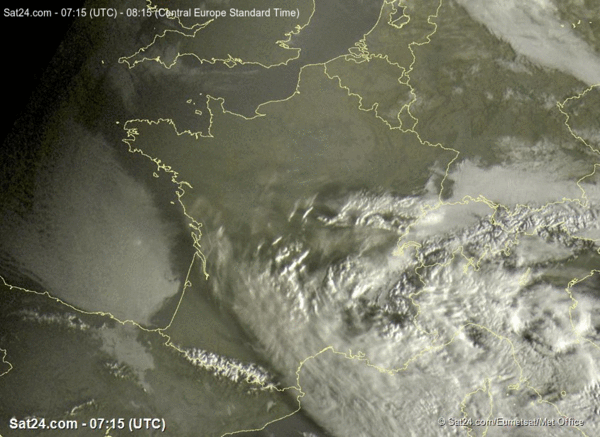 Sat24.com - 07:15 (UTC) - 08:15 (Central Europe Standard Time)
Sat24.com - 07:15 (UTC)
© Sat24.com/Eumetsat/Met Office